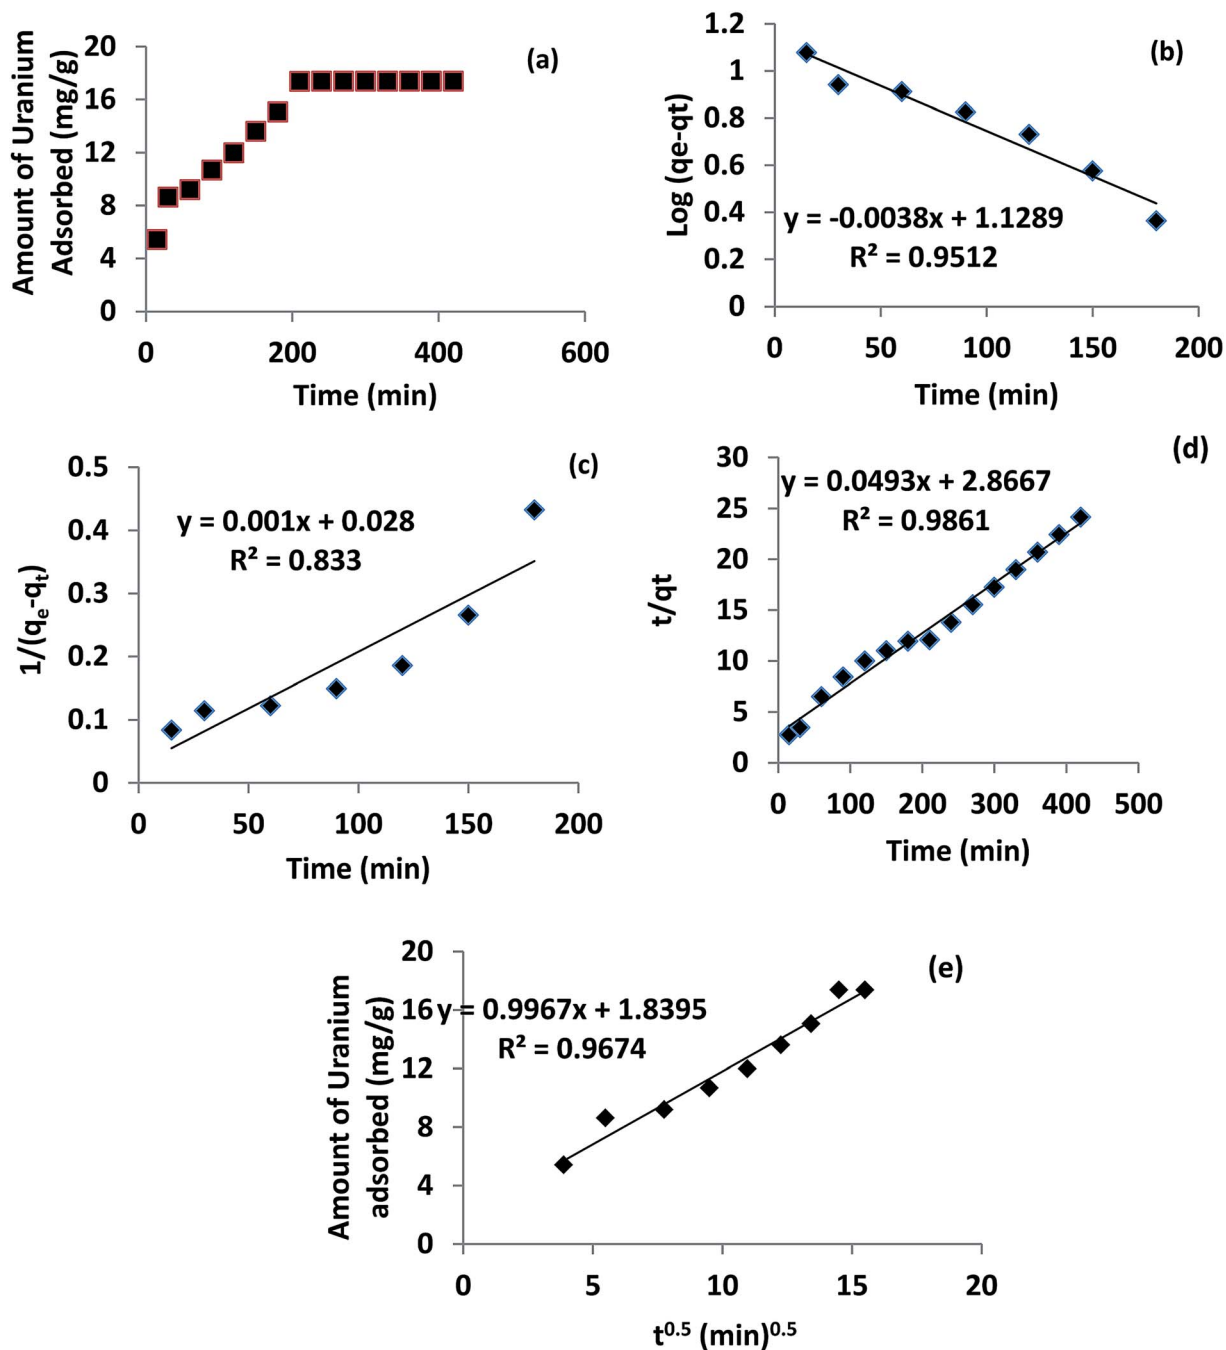 (a)
Amount of Uranium
Adsorbed (mg/g)
20
16
12
8
4
0
0 200 400 600
Time (min)
(b)
Log (qe-qt)
1.2
1
0.8
0.6
0.4
0.2
0
y = -0.0038x + 1.1289
R² = 0.9512
0 50 100 150 200
Time (min)
(c)
1/(qₑ-qₜ)
0.5
0.4
0.3
0.2
0.1
0
y = 0.001x + 0.028
R² = 0.833
0 50 100 150 200
Time (min)
(d)
t/qt
30
25
20
15
10
5
0
y = 0.0493x + 2.8667
R² = 0.9861
0 100 200 300 400 500
Time (min)
(e)
Amount of Uranium
adsorbed (mg/g)
20
16
12
8
4
0
y = 0.9967x + 1.8395
R² = 0.9674
0 5 10 15 20
t⁰·⁵ (min)⁰·⁵